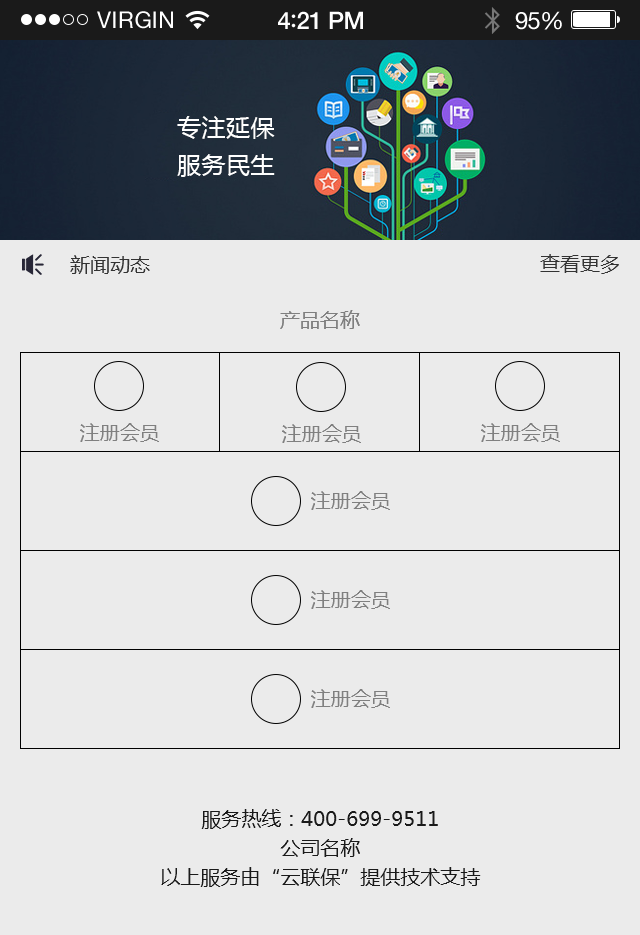 VIRGIN 4:21 PM 95%
专注延保
服务民生
新闻动态 查看更多
产品名称
注册会员 注册会员 注册会员
注册会员
注册会员
注册会员
服务热线：400-699-9511
公司名称
以上服务由“云联保”提供技术支持